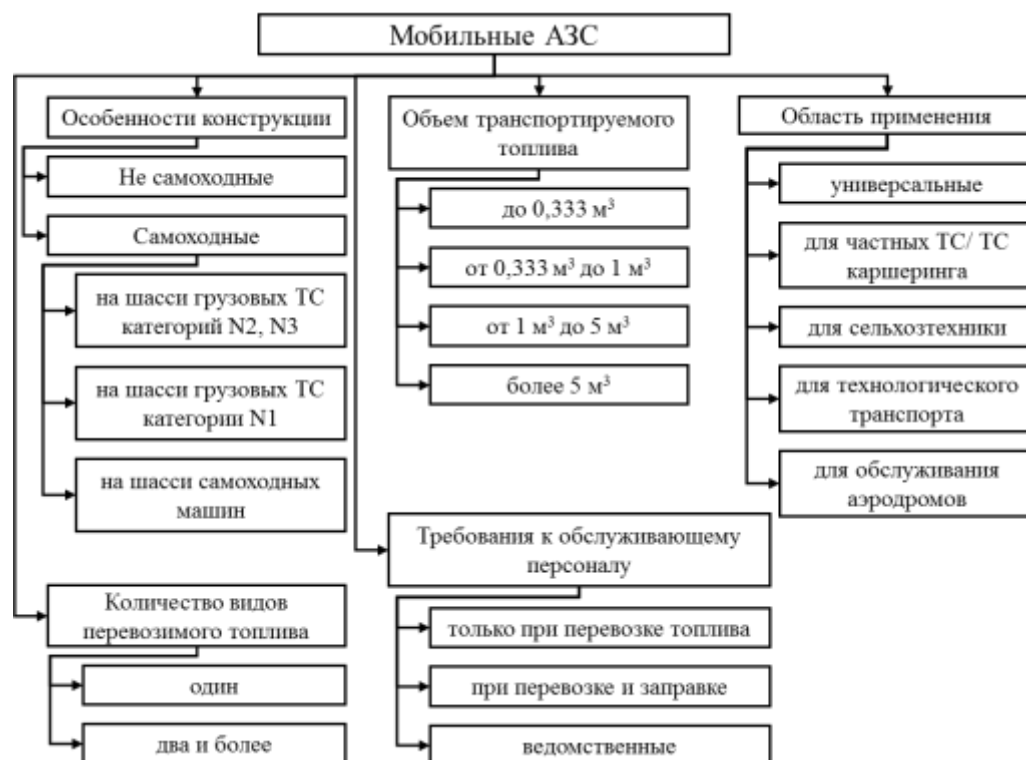 Мобильные АЗС
Особенности конструкции
Не самоходные
Самоходные
на шасси грузовых ТС
категорий N2, N3
на шасси грузовых ТС
категории N1
на шасси самоходных
машин
Количество видов
перевозимого топлива
один
два и более
Объем транспортируемого
топлива
до 0,333 м³
от 0,333 м³ до 1 м³
от 1 м³ до 5 м³
более 5 м³
Требования к обслуживающему
персоналу
только при перевозке топлива
при перевозке и заправке
ведомственные
Область применения
универсальные
для частных ТС/ ТС
каршеринга
для сельхозтехники
для технологического
транспорта
для обслуживания
аэродромов